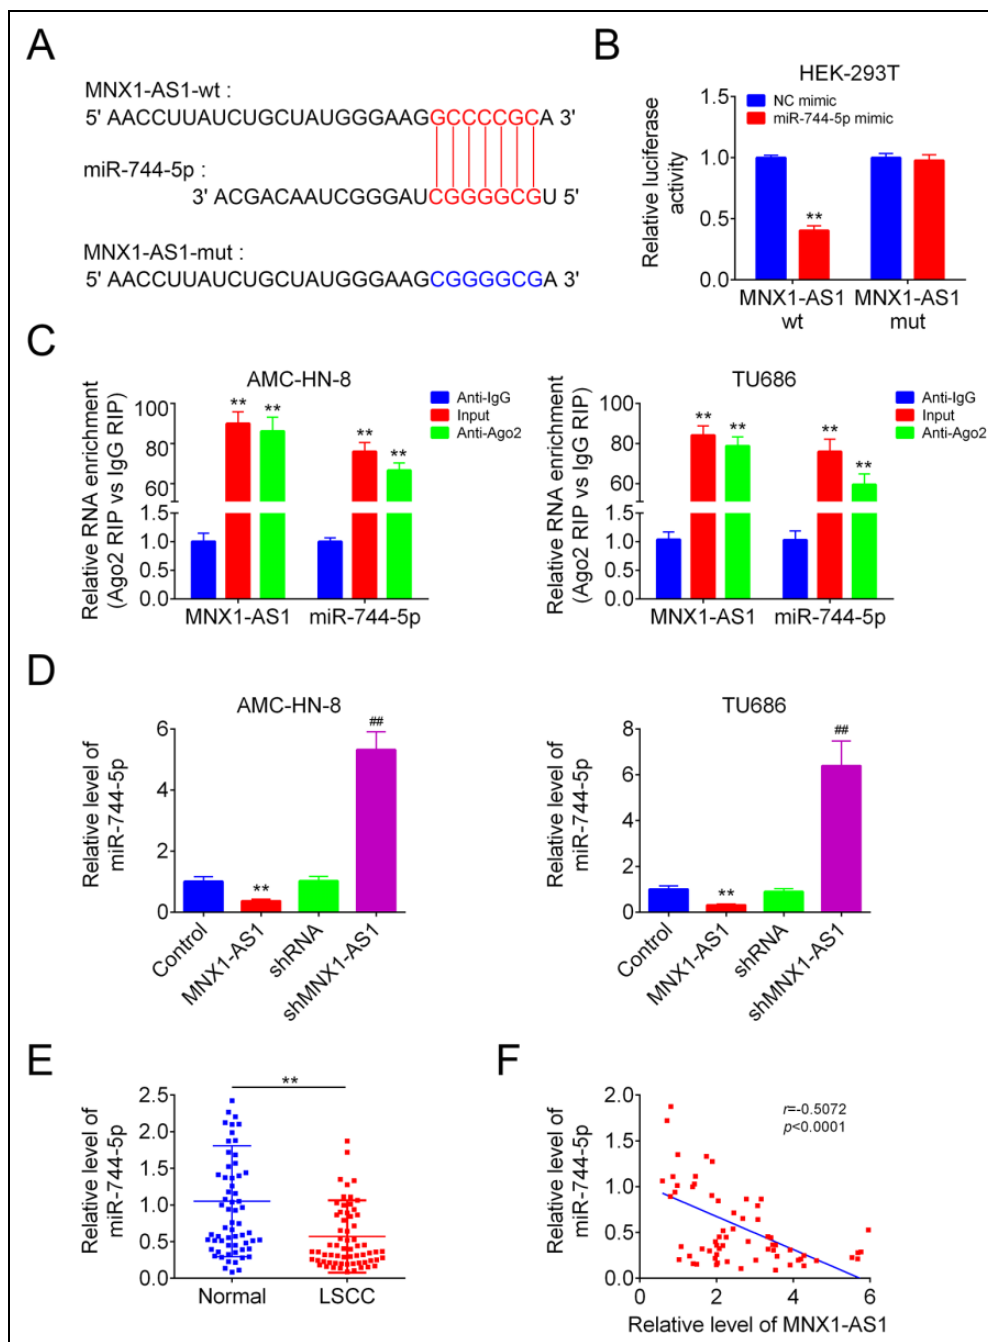 A
MNX1-AS1-wt :
5' AACCUUAUCUGCUAUGGGAAGGCCCCGCA 3'
miR-744-5p :
3' ACGACAAUCGGGAUCGGGGCGU 5'
MNX1-AS1-mut :
5' AACCUUAUCUGCUAUGGGAAGCGGGGCGA 3'
B
HEK-293T
NC mimic
miR-744-5p mimic
Relative luciferase
activity
1.5
1.0
0.5
0.0
**
MNX1-AS1
wt
MNX1-AS1
mut
C
AMC-HN-8
Anti-IgG
Input
Anti-Ago2
Relative RNA enrichment
(Ago2 RIP vs IgG RIP)
100
80
60
1.5
1.0
0.5
0.0
** ** ** **
MNX1-AS1 miR-744-5p
TU686
Anti-IgG
Input
Anti-Ago2
Relative RNA enrichment
(Ago2 RIP vs IgG RIP)
100
80
60
1.5
1.0
0.5
0.0
** ** ** **
MNX1-AS1 miR-744-5p
D
AMC-HN-8
Relative level of
miR-744-5p
6
4
2
0
**
##
Control
MNX1-AS1
shRNA
shMNX1-AS1
TU686
Relative level of
miR-744-5p
8
6
4
2
0
**
##
Control
MNX1-AS1
shRNA
shMNX1-AS1
E
Relative level of
miR-744-5p
2.5
2.0
1.5
1.0
0.5
0.0
**
Normal LSCC
F
Relative level of
miR-744-5p
2.0
1.5
1.0
0.5
0.0
r=-0.5072
p<0.0001
0 2 4 6
Relative level of MNX1-AS1